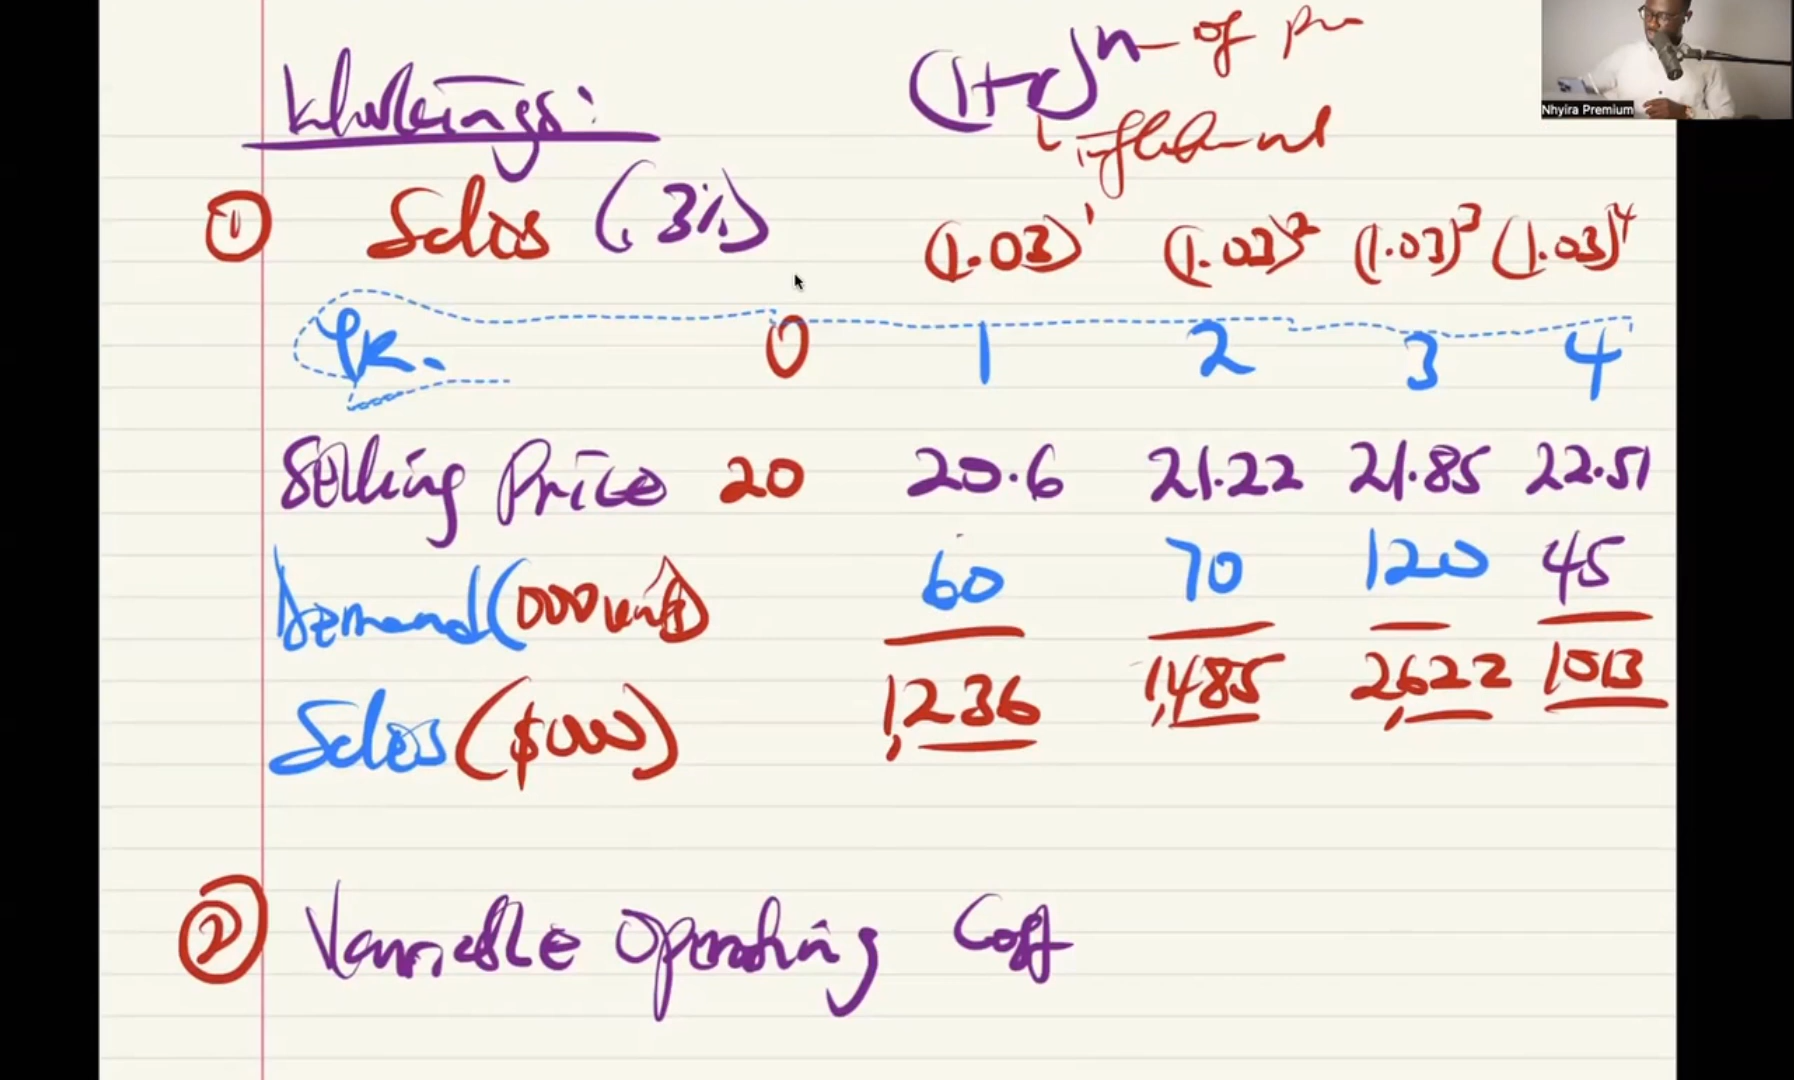 Workings:
(1+r)^n - of
Nhyira Premium
① Sales (3%)
(1.03)^1 (1.03)^2 (1.03)^3 (1.03)^4
Yr. 0 1 2 3 4
Selling Price 20 20.6 21.22 21.85 22.51
Demand (000 units) 60 70 120 45
Sales ($000) 1,236 1,485 2,622 1013
② Variable Operating Cost